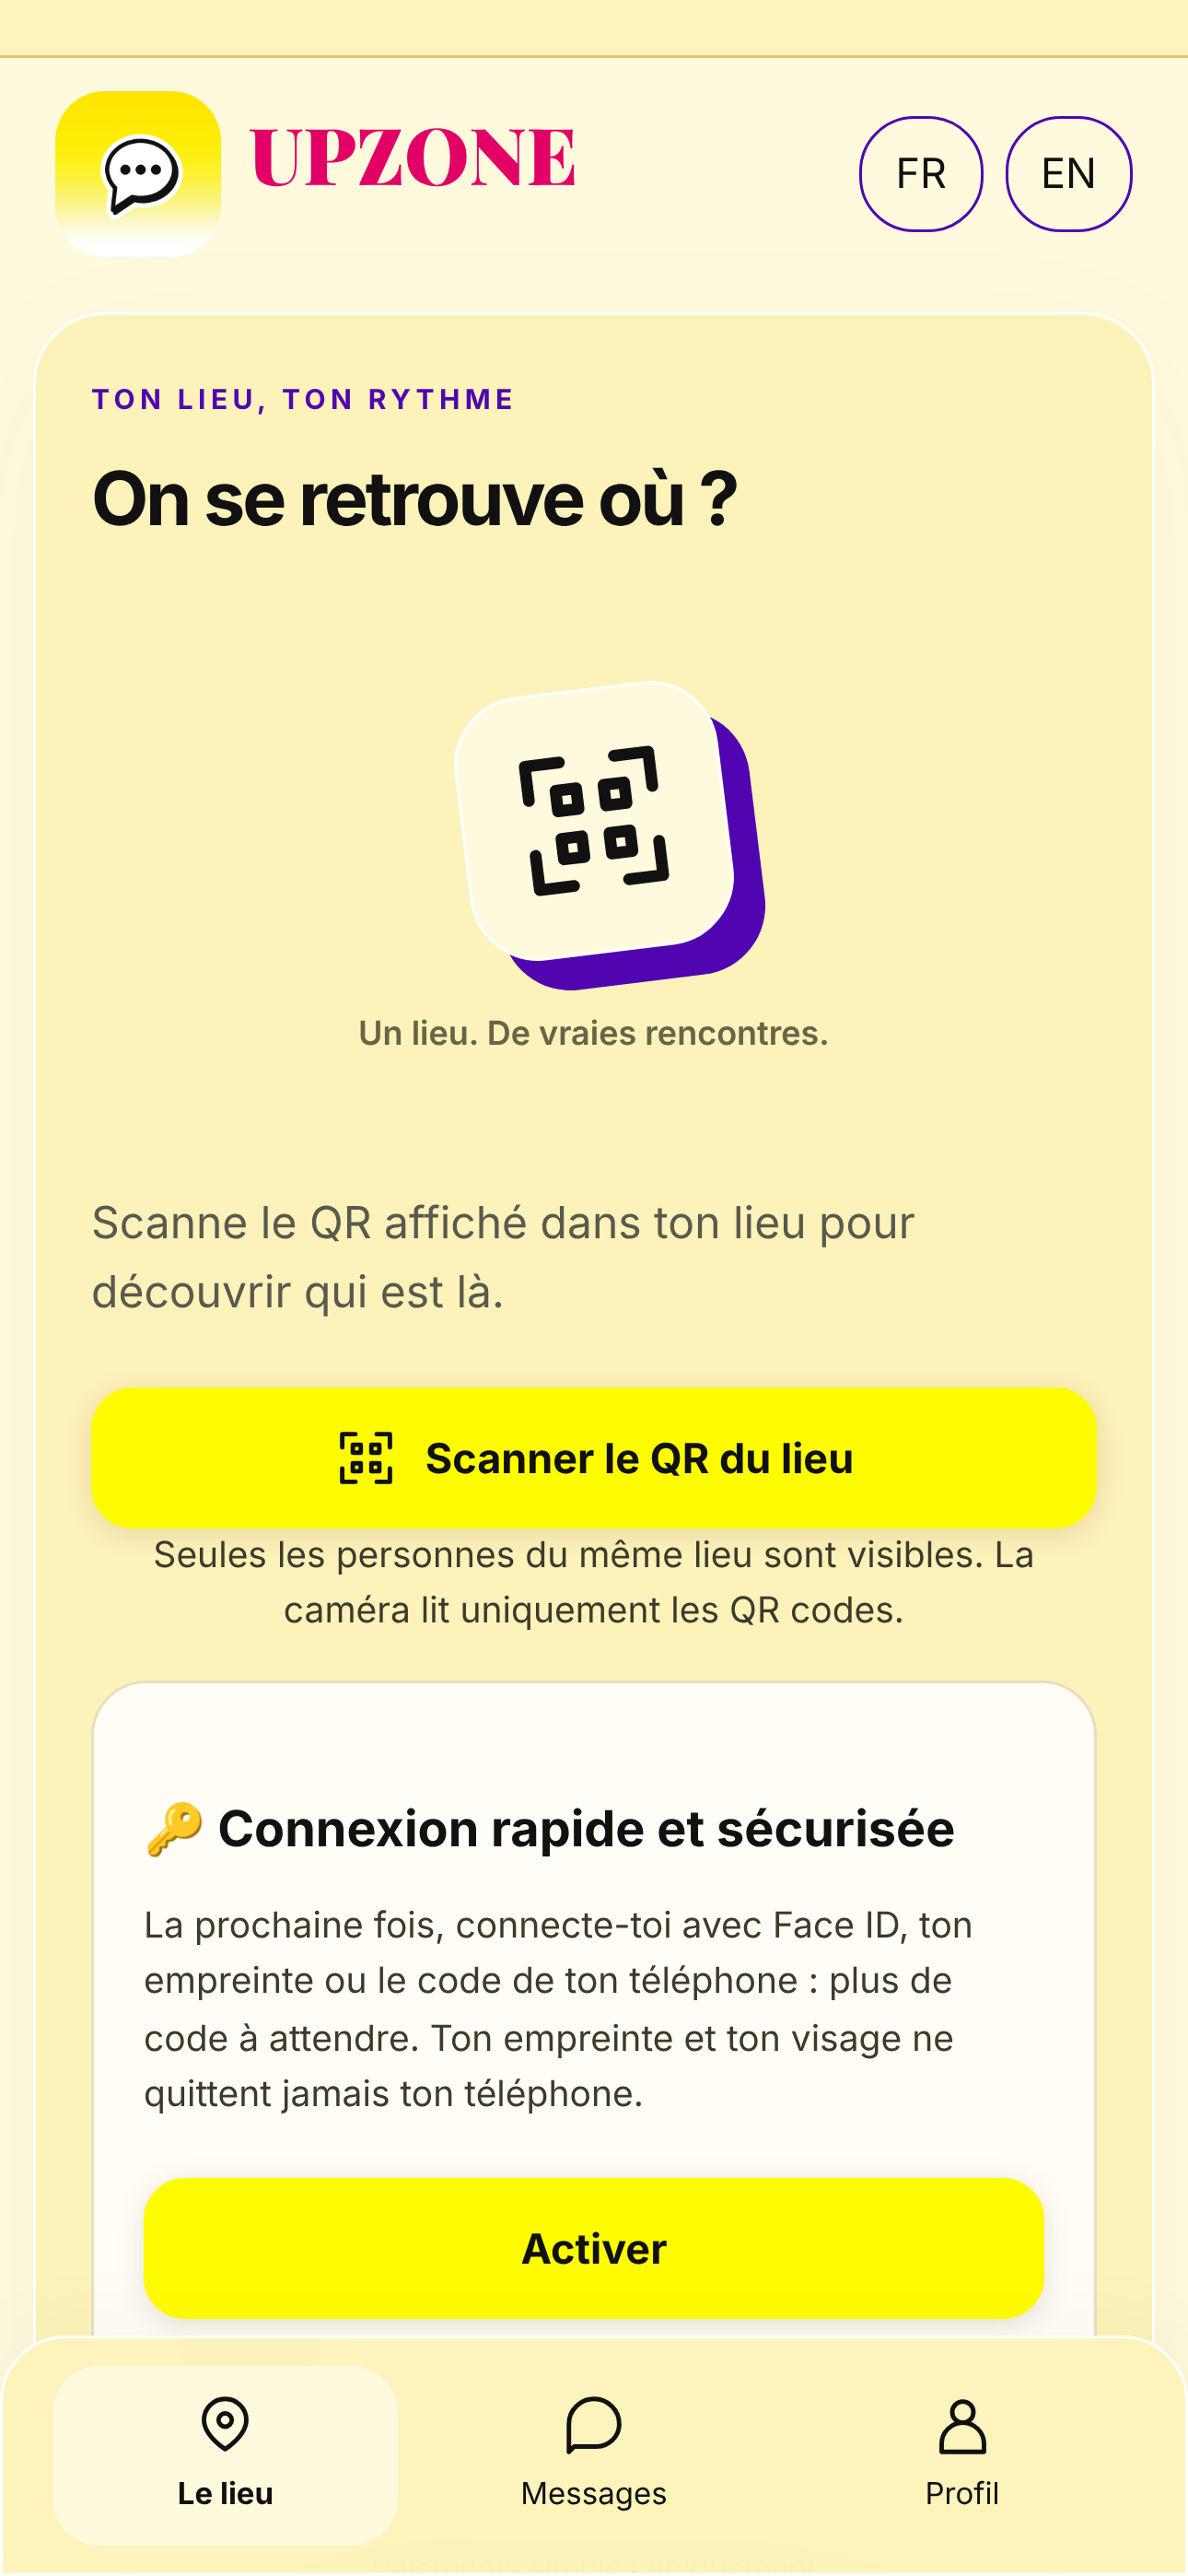 UPZONE
FR
EN
TON LIEU, TON RYTHME
On se retrouve où ?
Un lieu. De vraies rencontres.
Scanne le QR affiché dans ton lieu pour
découvrir qui est là.
Scanner le QR du lieu
Seules les personnes du même lieu sont visibles. La
caméra lit uniquement les QR codes.
🔑 Connexion rapide et sécurisée
La prochaine fois, connecte-toi avec Face ID, ton
empreinte ou le code de ton téléphone : plus de
code à attendre. Ton empreinte et ton visage ne
quittent jamais ton téléphone.
Activer
Le lieu
Messages
Profil